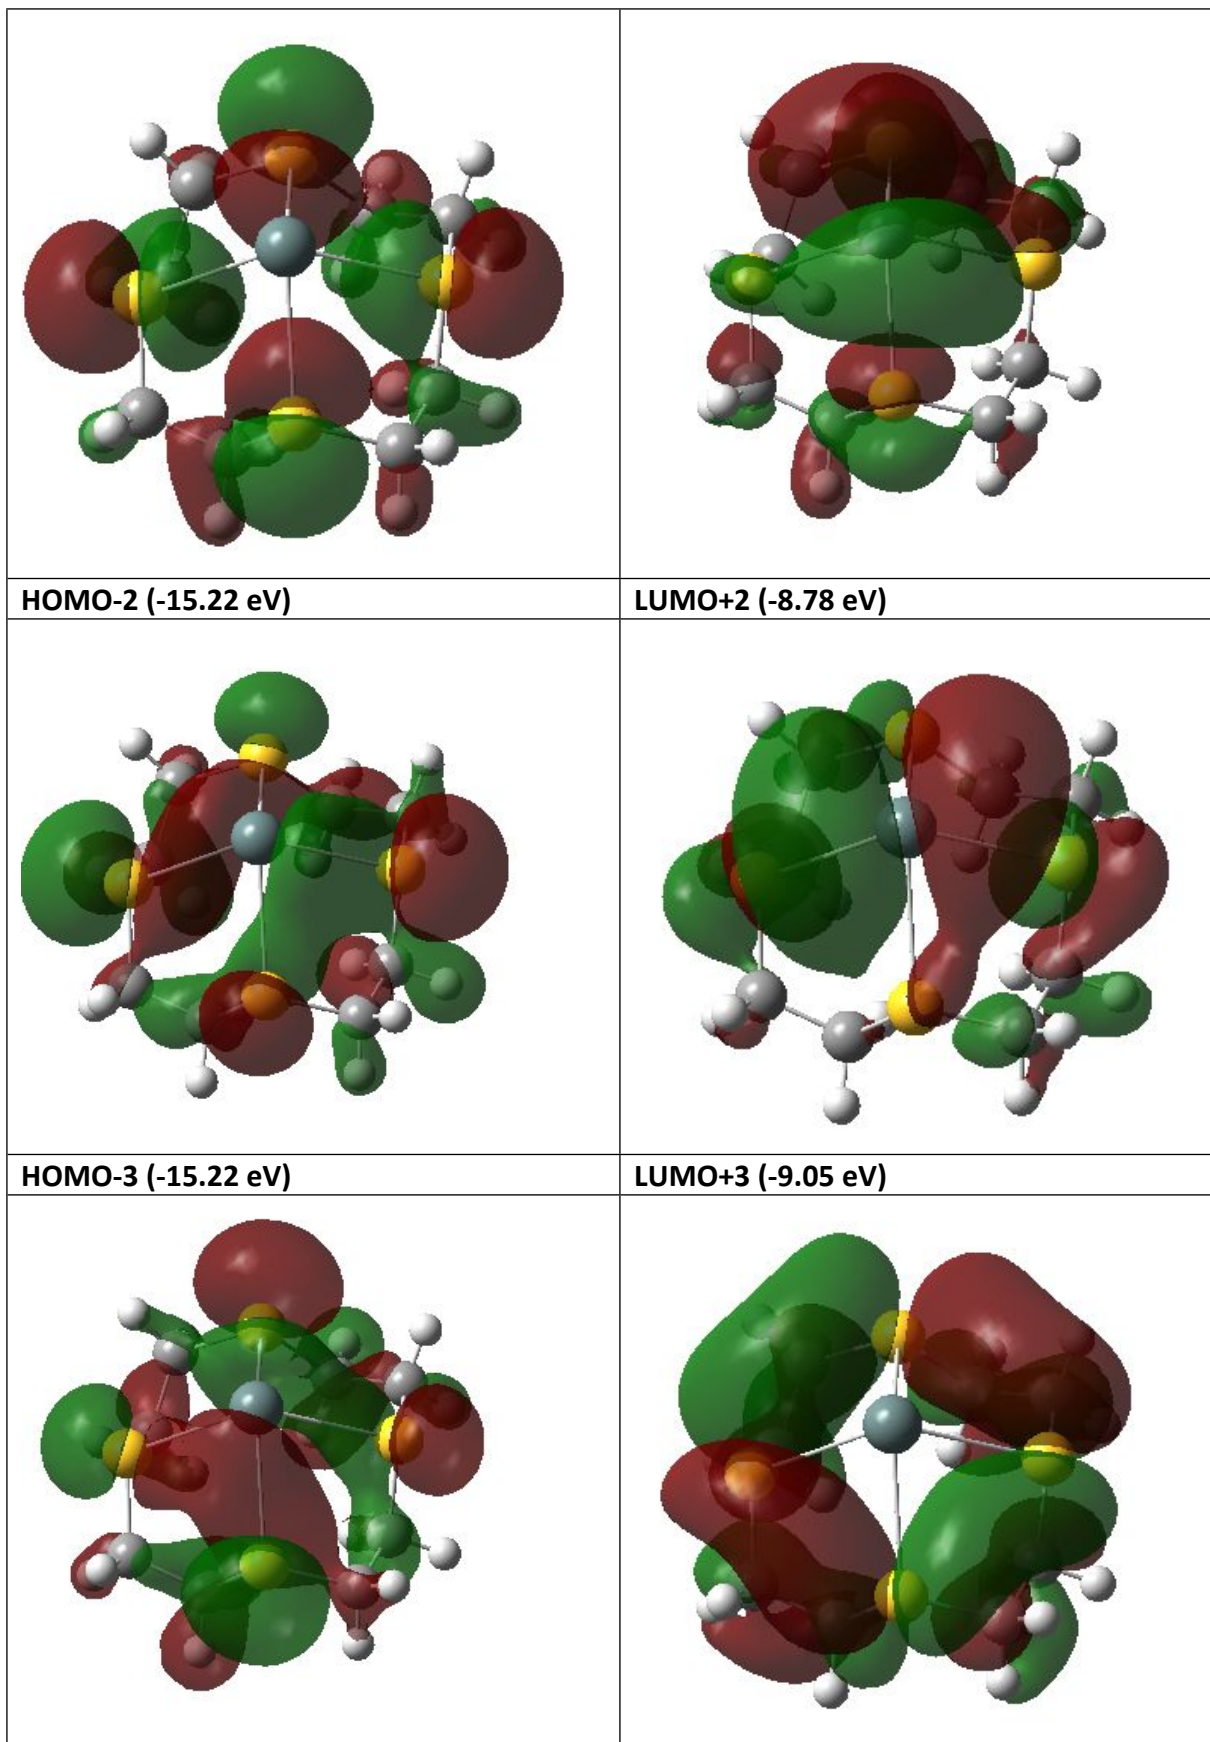 HOMO-2 (-15.22 eV)
LUMO+2 (-8.78 eV)
HOMO-3 (-15.22 eV)
LUMO+3 (-9.05 eV)